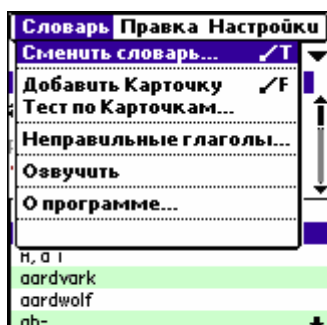 Словарь Правка Настройки
Сменить словарь... /T
Добавить Карточку /F
Тест по Карточкам...
Неправильные глаголы...
Озвучить
О программе...
aardvark
aardwolf
ab-